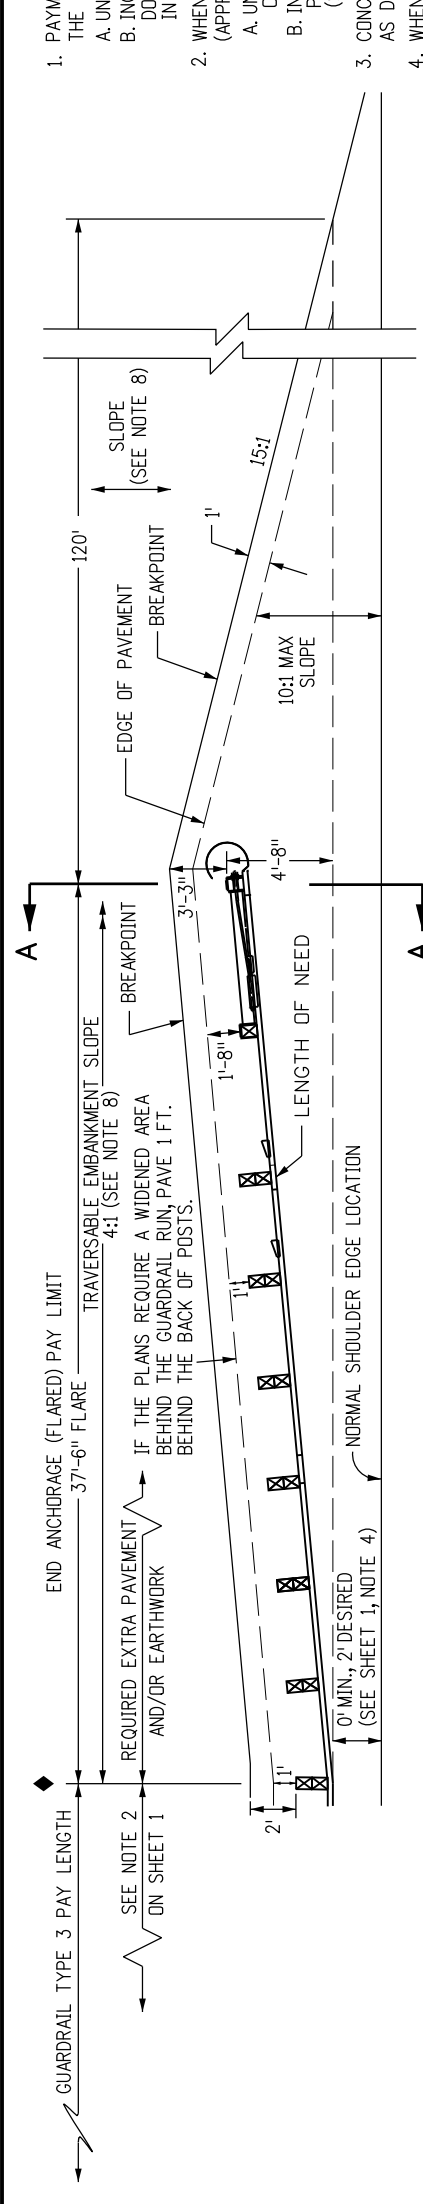 GUARDRAIL TYPE 3 PAY LENGTH
END ANCHORAGE (FLARED) PAY LIMIT
37'-6" FLARE
120'
TRAVERSABLE EMBANKMENT SLOPE
4:1 (SEE NOTE 8)
SLOPE
(SEE NOTE 8)
SEE NOTE 2
ON SHEET 1
REQUIRED EXTRA PAVEMENT
AND/OR EARTHWORK
IF THE PLANS REQUIRE A WIDENED AREA
BEHIND THE GUARDRAIL RUN, PAVE 1 FT.
BEHIND THE BACK OF POSTS.
BREAKPOINT
A
EDGE OF PAVEMENT
BREAKPOINT
1'
15:1
3'-3"
1'-8"
1'
4'-8"
10:1 MAX
SLOPE
2'
1'
LENGTH OF NEED
0' MIN., 2' DESIRED
(SEE SHEET 1, NOTE 4)
NORMAL SHOULDER EDGE LOCATION
A
1. PAYM
THE
A. UN
B. INC
DO
IN
2. WHEN
(APPR
A. UN
B. IN
P
(
3. CONC
AS D
4. WHEN